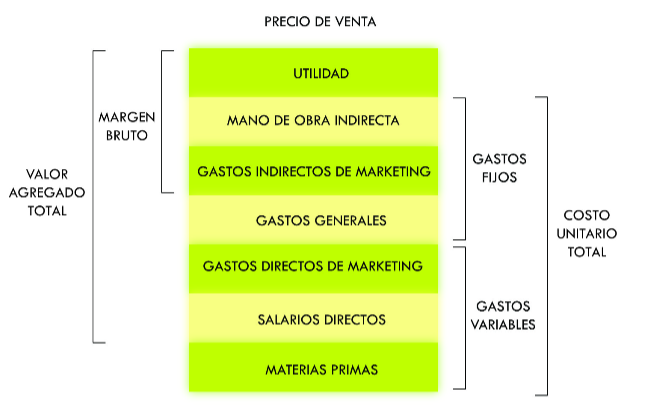 PRECIO DE VENTA
UTILIDAD
MARGEN
BRUTO
MANO DE OBRA INDIRECTA
GASTOS INDIRECTOS DE MARKETING
GASTOS
FIJOS
VALOR
AGREGADO
TOTAL
GASTOS GENERALES
COSTO
UNITARIO
TOTAL
GASTOS DIRECTOS DE MARKETING
GASTOS
VARIABLES
SALARIOS DIRECTOS
MATERIAS PRIMAS